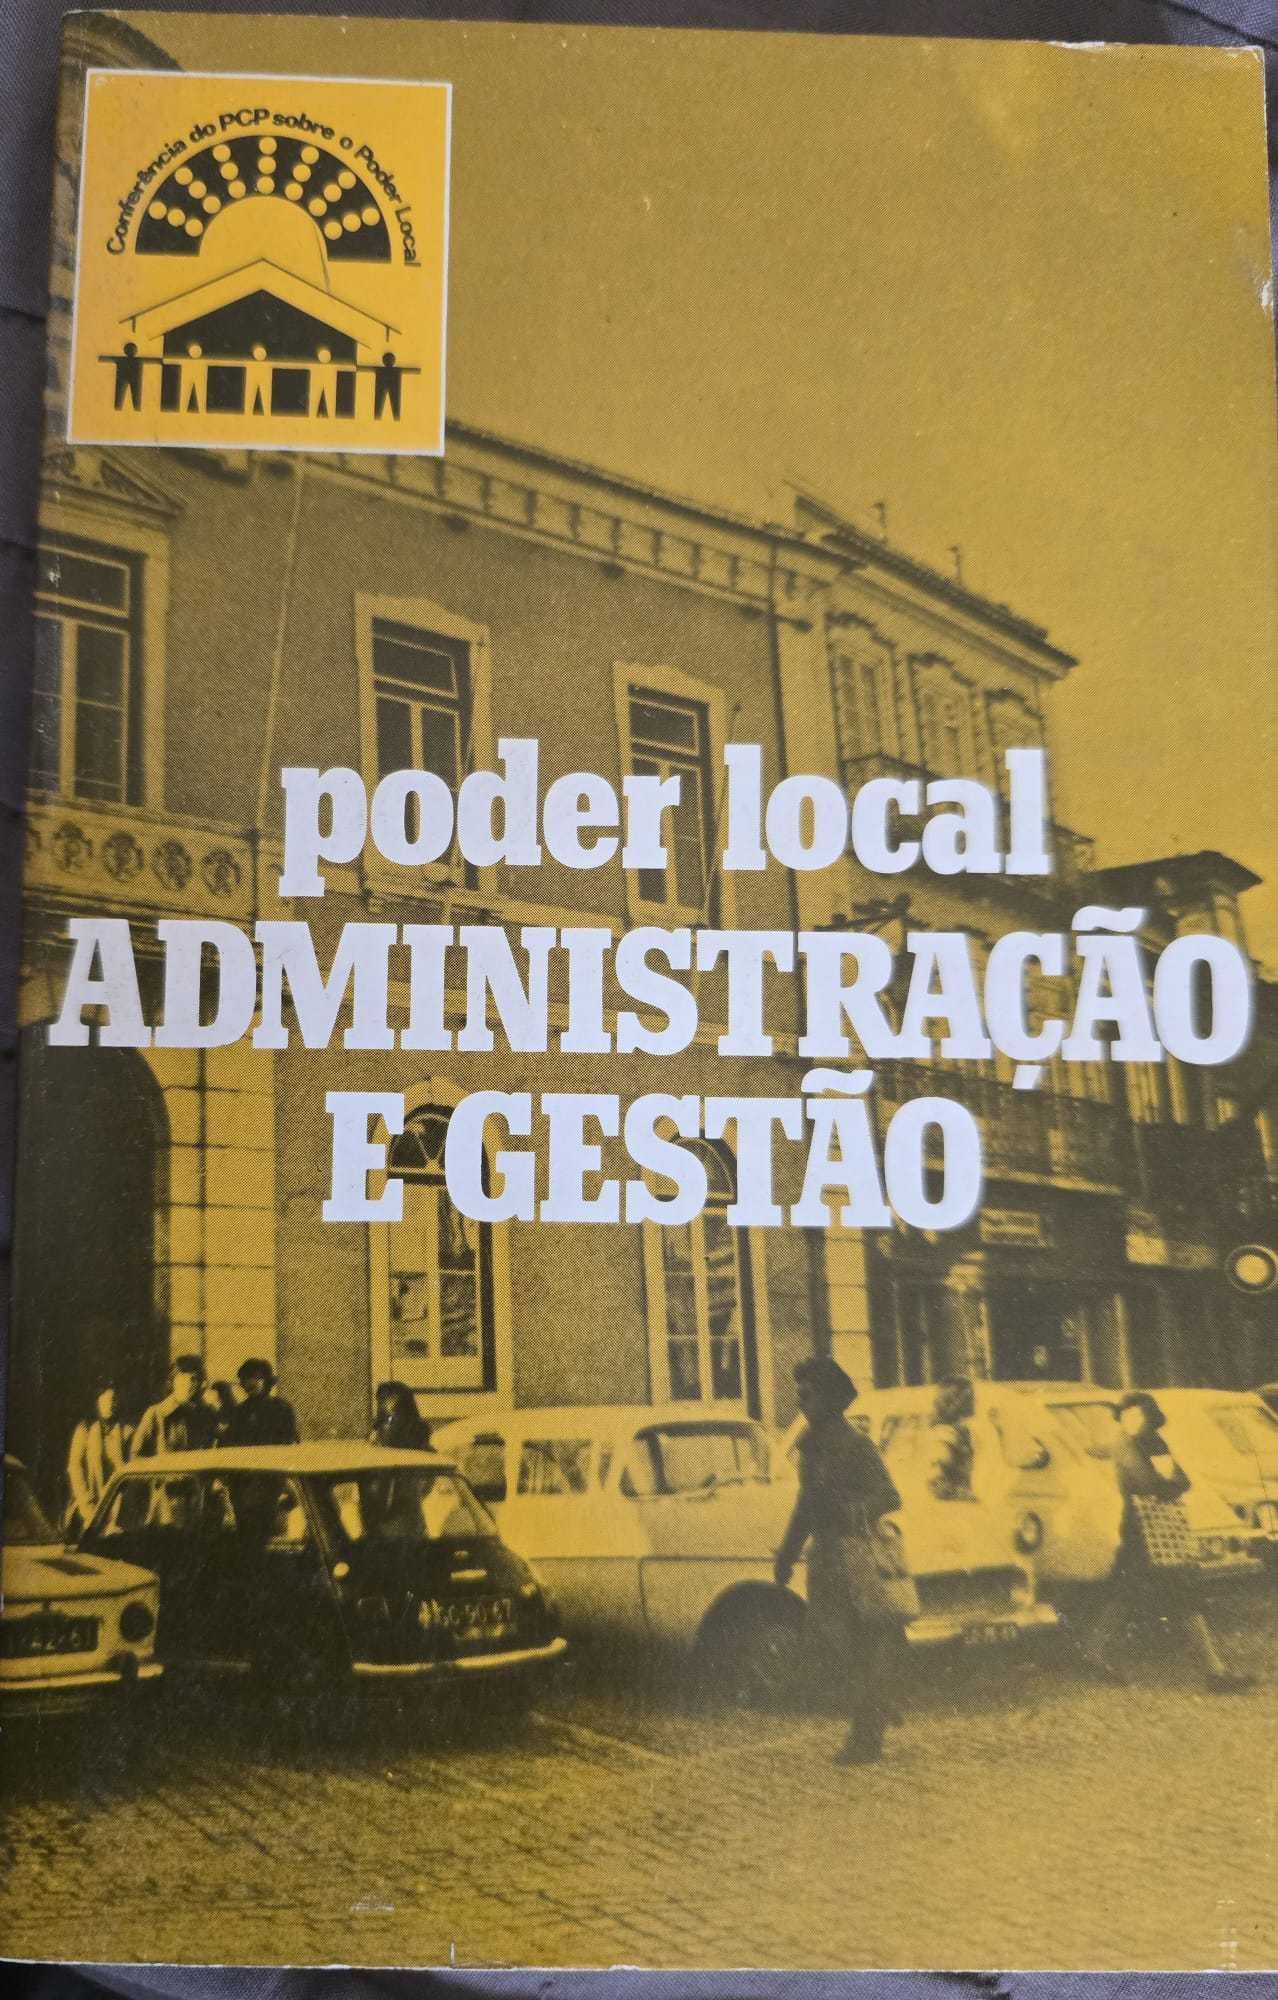 Conferência do PCP sobre o Poder Local
poder local
ADMINISTRAÇÃO
E GESTÃO